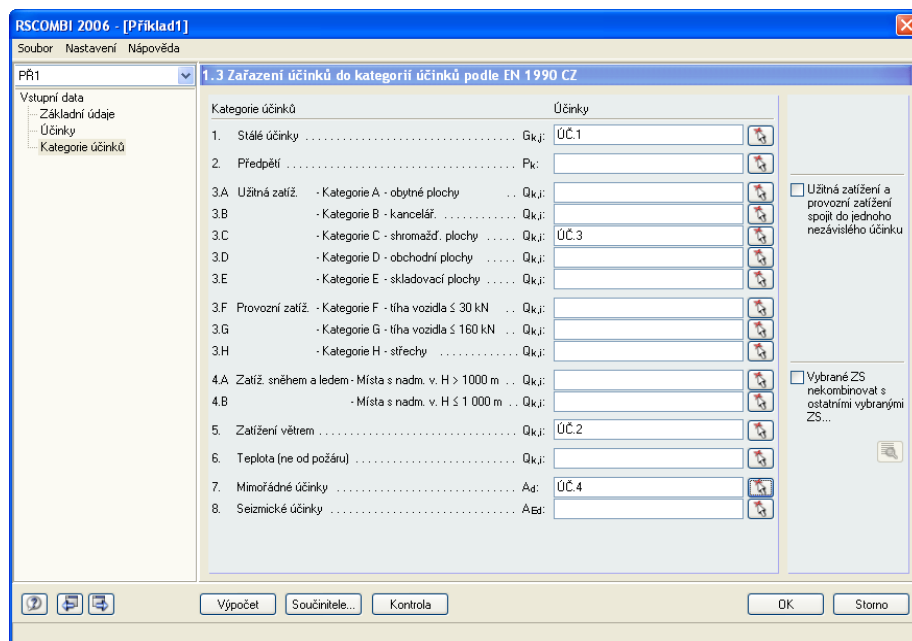 RSCOMBI 2006 - [Příklad1]
Soubor Nastavení Nápověda
PŘ1
1.3 Zařazení účinků do kategorií účinků podle EN 1990 CZ
Vstupní data
Základní údaje
Účinky
Kategorie účinků
Kategorie účinků Účinky
1. Stálé účinky ........................................ Gk,j: ÚČ.1
2. Předpětí ........................................... Pk:
3.A Užitná zatíž. - Kategorie A - obytné plochy .. Qk,i:
3.B - Kategorie B - kancelář. ............ Qk,i:
3.C - Kategorie C - shromažď. plochy ..... Qk,i: ÚČ.3
3.D - Kategorie D - obchodní plochy ..... Qk,i:
3.E - Kategorie E - skladovací plochy ..... Qk,i:
3.F Provozní zatíž. - Kategorie F - tíha vozidla ≤ 30 kN .. Qk,i:
3.G - Kategorie G - tíha vozidla ≤ 160 kN .. Qk,i:
3.H - Kategorie H - střechy ............ Qk,i:
4.A Zatíž. sněhem a ledem - Místa s nadm. v. H > 1000 m .. Qk,i:
4.B - Místa s nadm. v. H ≤ 1 000 m .. Qk,i:
5. Zatížení větrem ................................ Qk,i: ÚČ.2
6. Teplota (ne od požáru) ........................ Qk,i:
7. Mimořádné účinky ............................. Ad: ÚČ.4
8. Seizmické účinky .............................. AEd:
Užitná zatížení a
provozní zatížení
spojit do jednoho
nezávislého účinku
Vybrané ZS
nekombinovat s
ostatními vybranými
ZS...
Výpočet Součinitele... Kontrola OK Storno